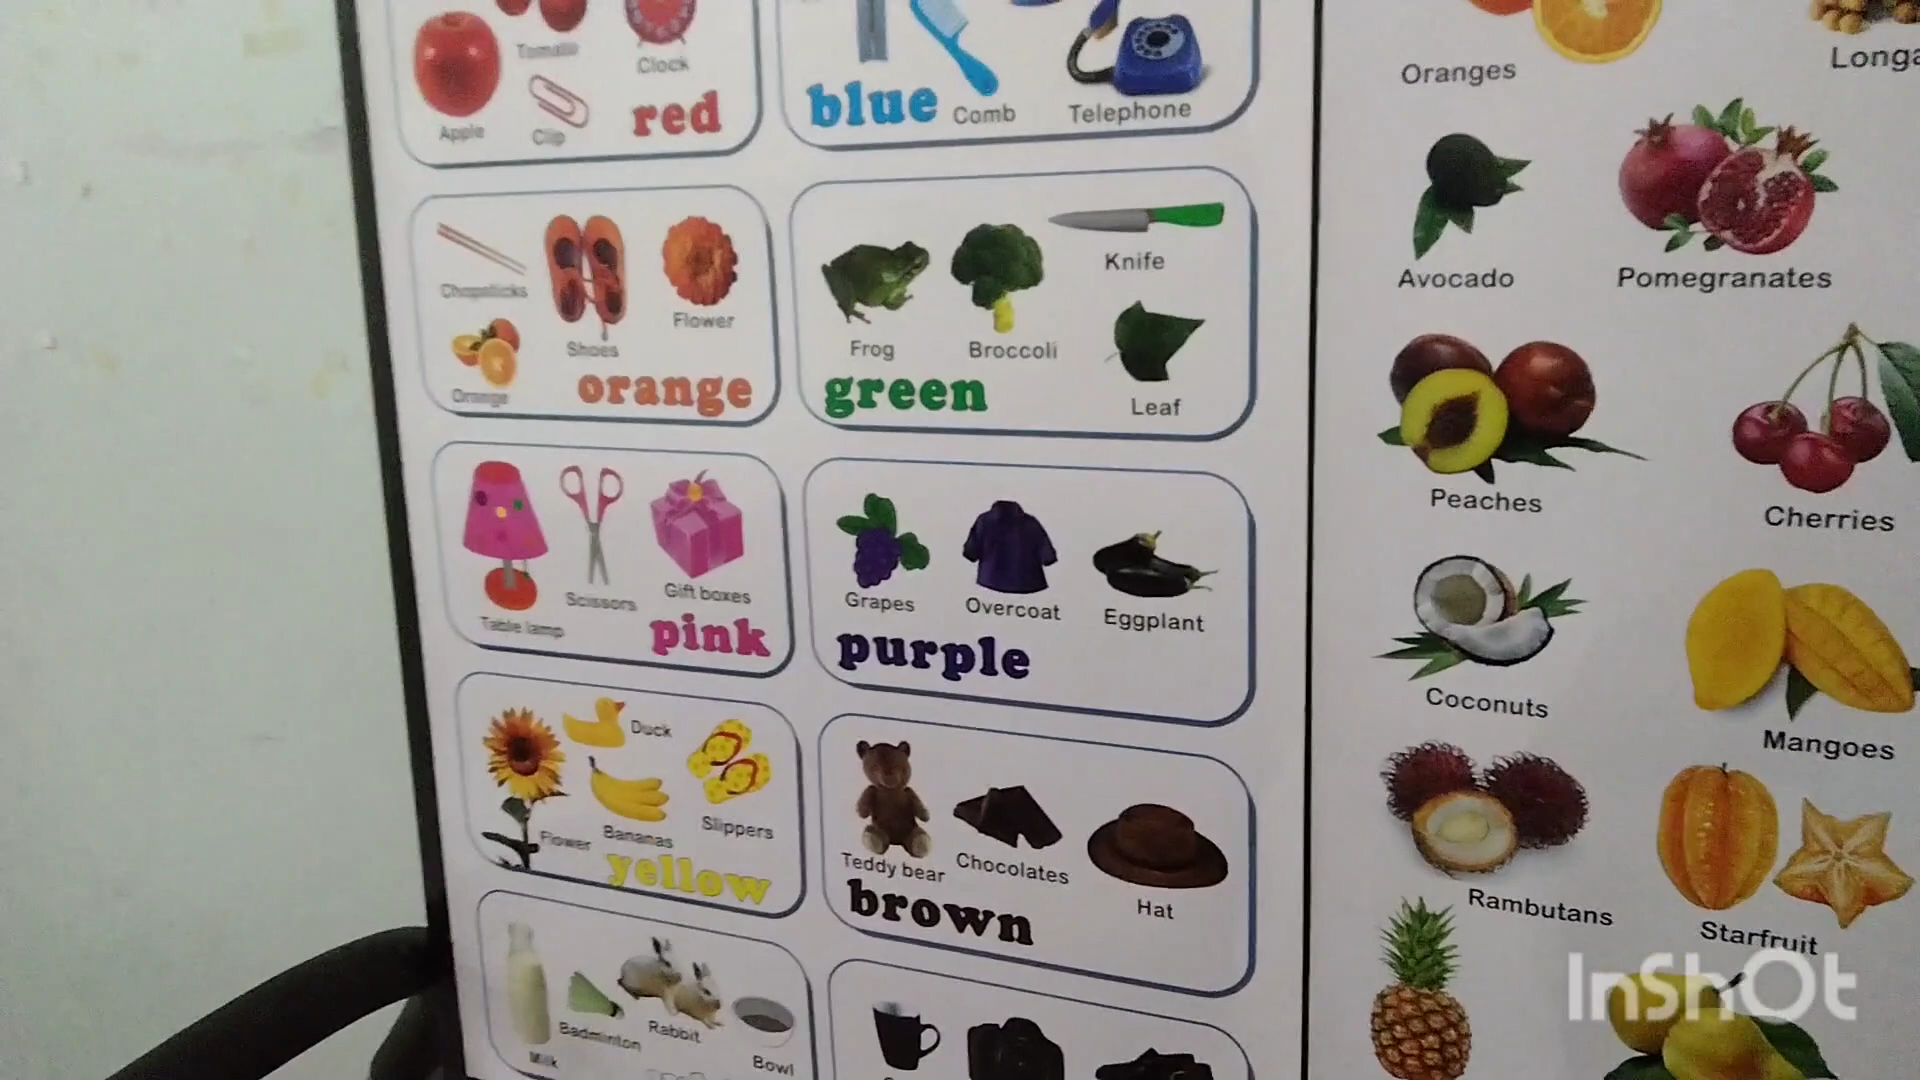 Tomato
Clock
Apple
Clip
red
blue
Comb
Telephone
Chopsticks
Shoes
Flower
Orange
orange
Knife
Frog
Broccoli
Leaf
green
Table lamp
Scissors
Gift boxes
pink
Grapes
Overcoat
Eggplant
purple
Duck
Flower
Bananas
Slippers
yellow
Teddy bear
Chocolates
Hat
brown
Milk
Badminton
Rabbit
Bowl
Oranges
Avocado
Pomegranates
Peaches
Cherries
Coconuts
Mangoes
Rambutans
Starfruit
InShOt